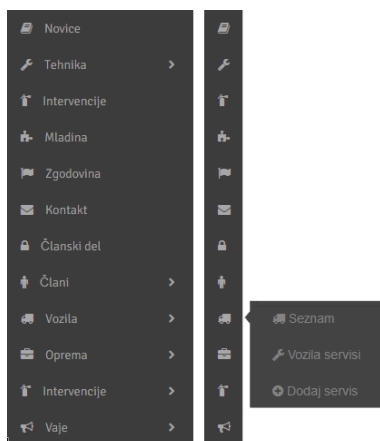 Novice
Tehnika
Intervencije
Mladina
Zgodovina
Kontakt
Članski del
Člani
Vozila
Oprema
Intervencije
Vaje
Seznam
Vozila servisi
Dodaj servis